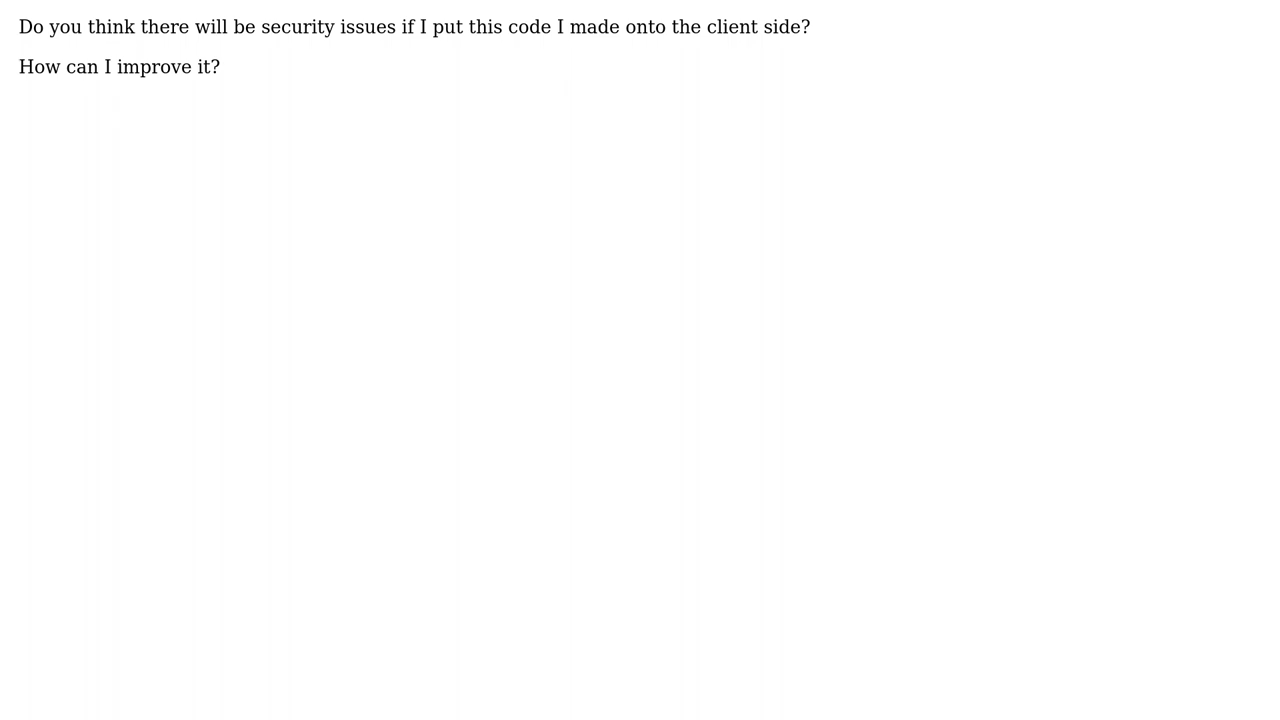 Do you think there will be security issues if I put this code I made onto the client side?
How can I improve it?